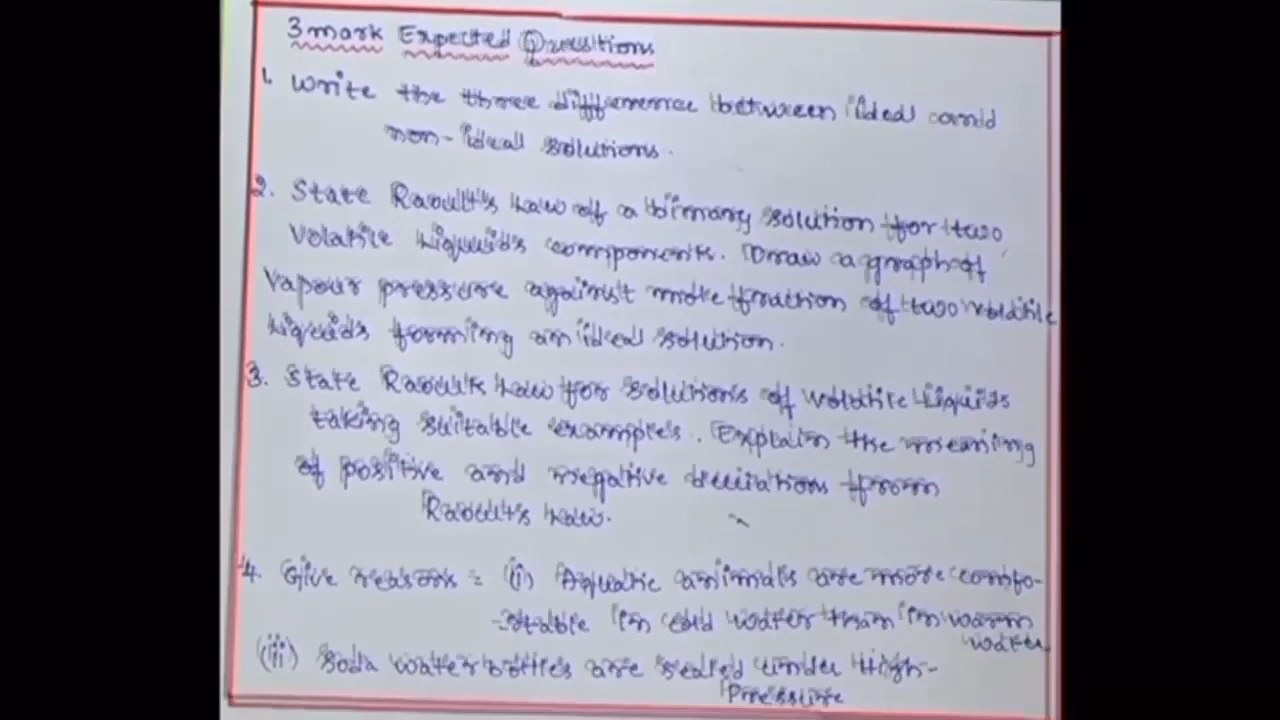 3 mark Expected Questions
1. Write the three difference between ideal and
non-ideal solutions.
2. State Raoult's Law of a binary solution for two
Volatile liquids components. Draw a graph of
Vapour pressure against mole fraction of two volatile
liquids forming an ideal solution.
3. State Raoults Law for solutions of volatile liquids
taking suitable examples. Explain the meaning
of positive and negative deviations from
Raoults Law.
4. Give reasons = (i) Aquatic animals are more comfo-
-rtable in cold water than in warm
water
(ii) Soda water bottles are sealed under High-
Pressure